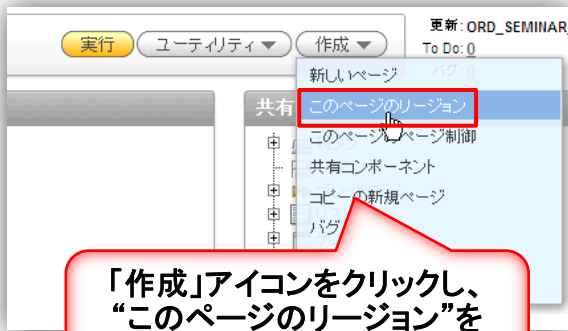 実行
ユーティリティ
作成
更新: ORD_SEMINAR_
To Do: 0
バグ: 0
新しいページ
共有
このページのリージョン
このページのページ制御
共有コンポーネント
コピーの新規ページ
バグ
「作成」アイコンをクリックし、
“このページのリージョン”を